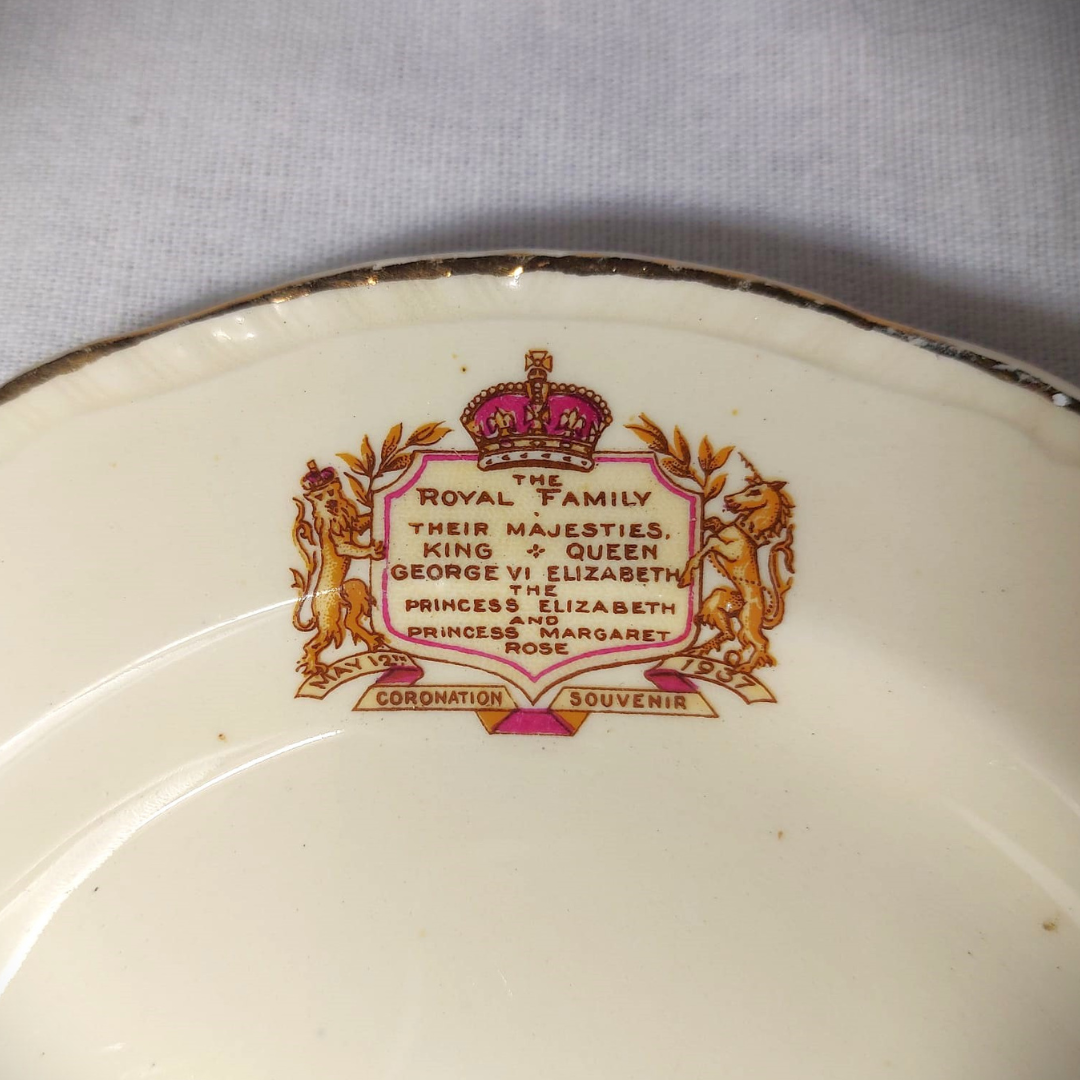 THE
ROYAL FAMILY
THEIR MAJESTIES,
KING QUEEN
GEORGE VI ELIZABETH
THE
PRINCESS ELIZABETH
AND
PRINCESS MARGARET
ROSE
MAY 12TH 1937
CORONATION SOUVENIR